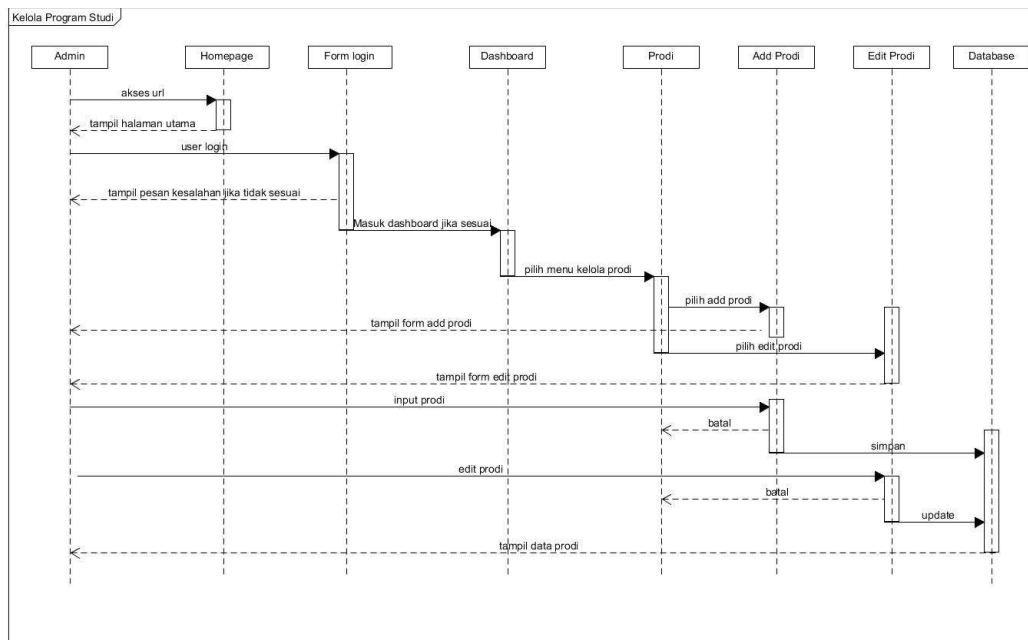 Kelola Program Studi
Admin
Homepage
Form login
Dashboard
Prodi
Add Prodi
Edit Prodi
Database
akses url
tampil halaman utama
user login
tampil pesan kesalahan jika tidak sesuai
Masuk dashboard jika sesuai
pilih menu kelola prodi
pilih add prodi
tampil form add prodi
pilih edit prodi
tampil form edit prodi
input prodi
batal
simpan
edit prodi
batal
update
tampil data prodi